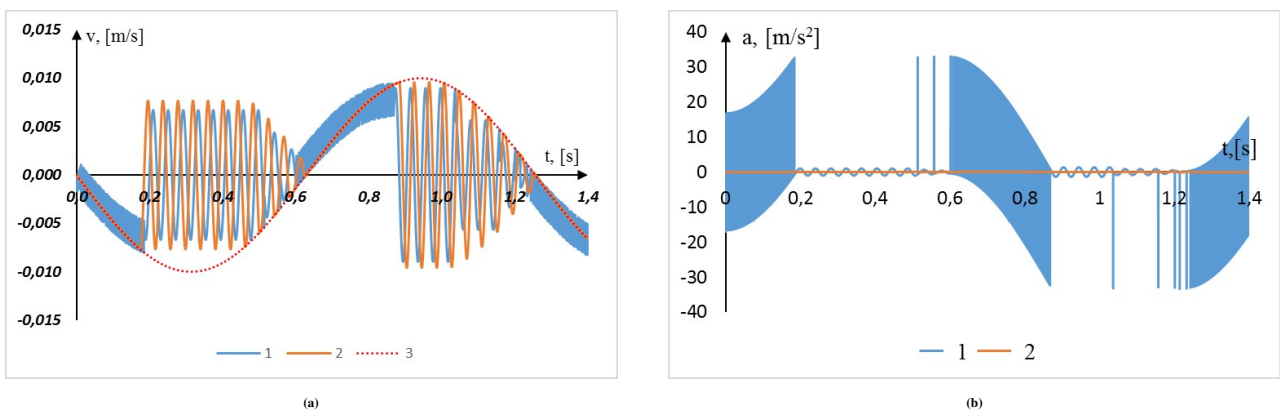 v, [m/s]
0,015
0,010
0,005
0,000
-0,005
-0,010
-0,015
0,0 0,2 0,4 0,6 0,8 1,0 1,2 1,4
t, [s]
1 2 3
(a)
a, [m/s²]
40
30
20
10
0
-10
-20
-30
-40
0 0,2 0,4 0,6 0,8 1 1,2 1,4
t,[s]
1 2
(b)